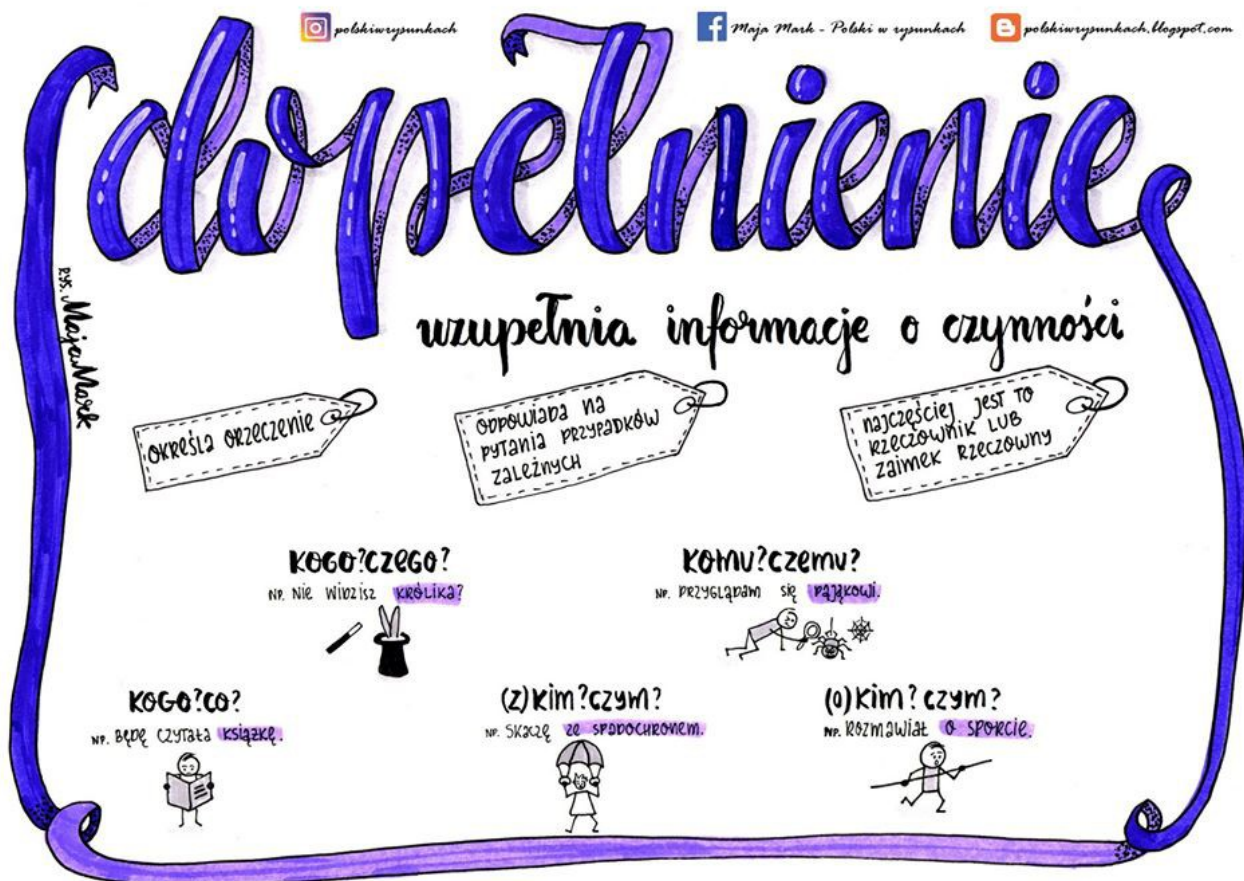 polskiwrysunkach
Maja Mark - Polski w rysunkach
polskiwrysunkach.blogspot.com
dopełnienie
rys. Maja Mark
uzupełnia informacje o czynności
OKREŚLA ORZECZENIE
ODPOWIADA NA
PYTANIA PRZYPADKÓW
ZALEŻNYCH
NAJCZĘŚCIEJ JEST TO
RZECZOWNIK LUB
ZAIMEK RZECZOWNY
KOGO?CZEGO?
NP. NIE WIDZISZ KRÓLIKA?
KOMU?CZEMU?
NP. PRZYGLĄDAM SIĘ PAJĄKOWI.
KOGO?CO?
NP. BĘDĘ CZYTAŁA KSIĄŻKĘ.
(Z)KIM?CZYM?
NP. SKACZĘ ZE SPADOCHRONEM.
(O)KIM? CZYM?
NP. ROZMAWIAŁ O SPORCIE.